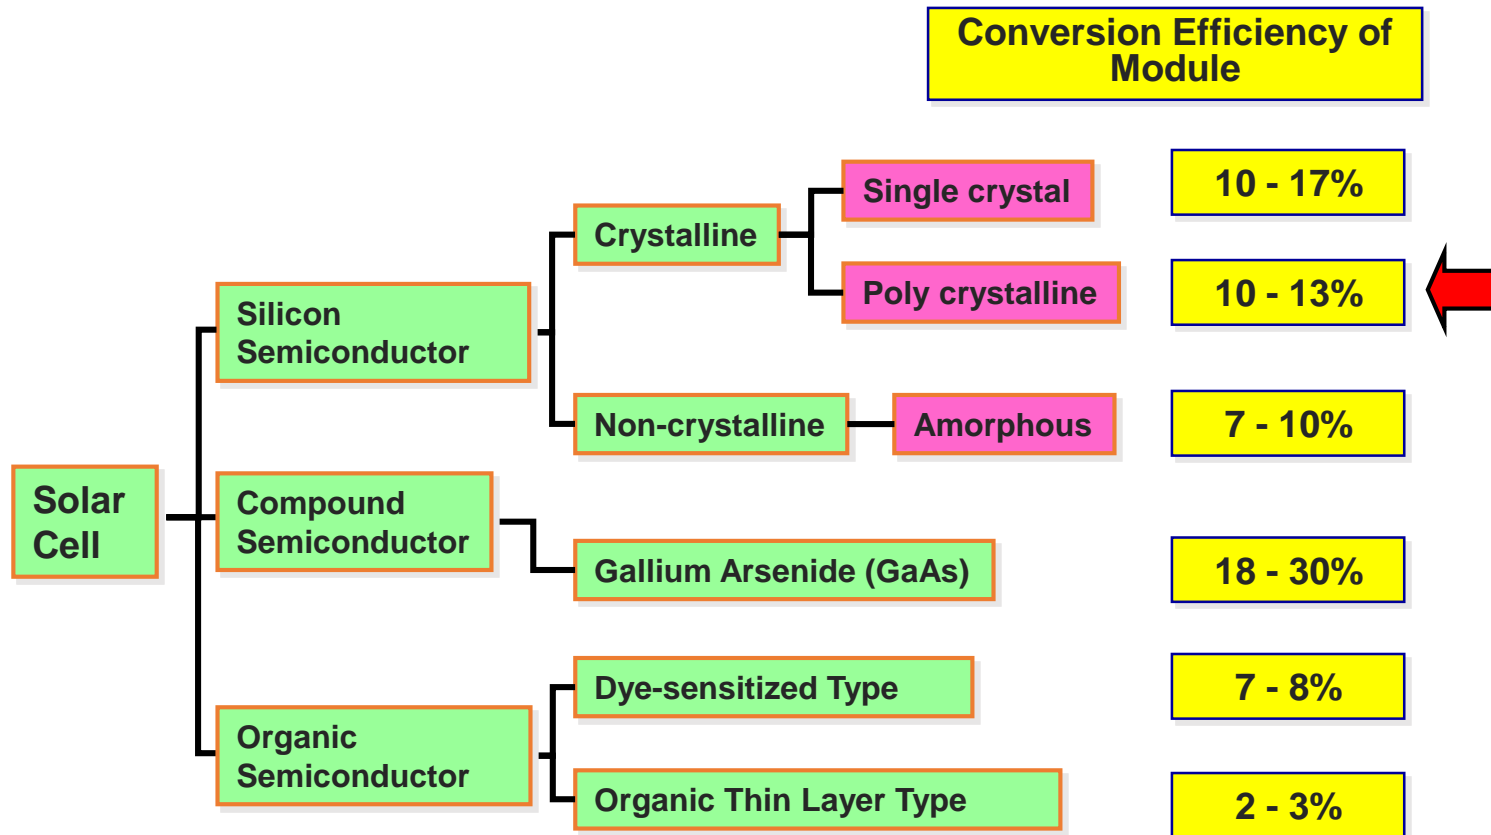 Conversion Efficiency of
Module
Single crystal
10 - 17%
Crystalline
Poly crystalline
10 - 13%
Silicon
Semiconductor
Non-crystalline
Amorphous
7 - 10%
Solar
Cell
Compound
Semiconductor
Gallium Arsenide (GaAs)
18 - 30%
Dye-sensitized Type
7 - 8%
Organic
Semiconductor
Organic Thin Layer Type
2 - 3%